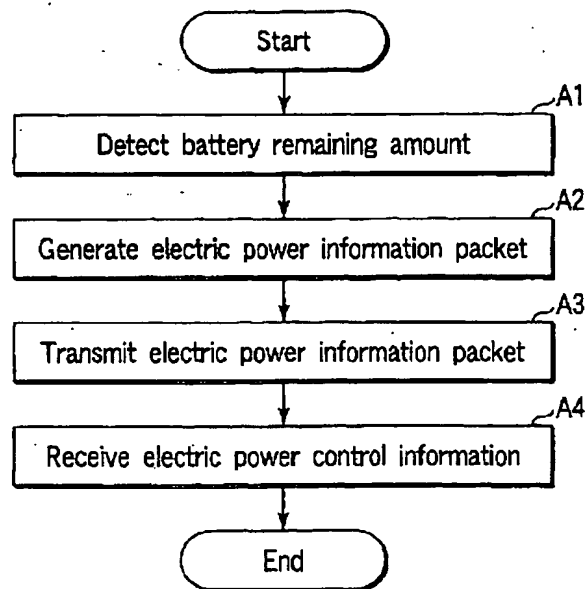 Start
A1
Detect battery remaining amount
A2
Generate electric power information packet
A3
Transmit electric power information packet
A4
Receive electric power control information
End